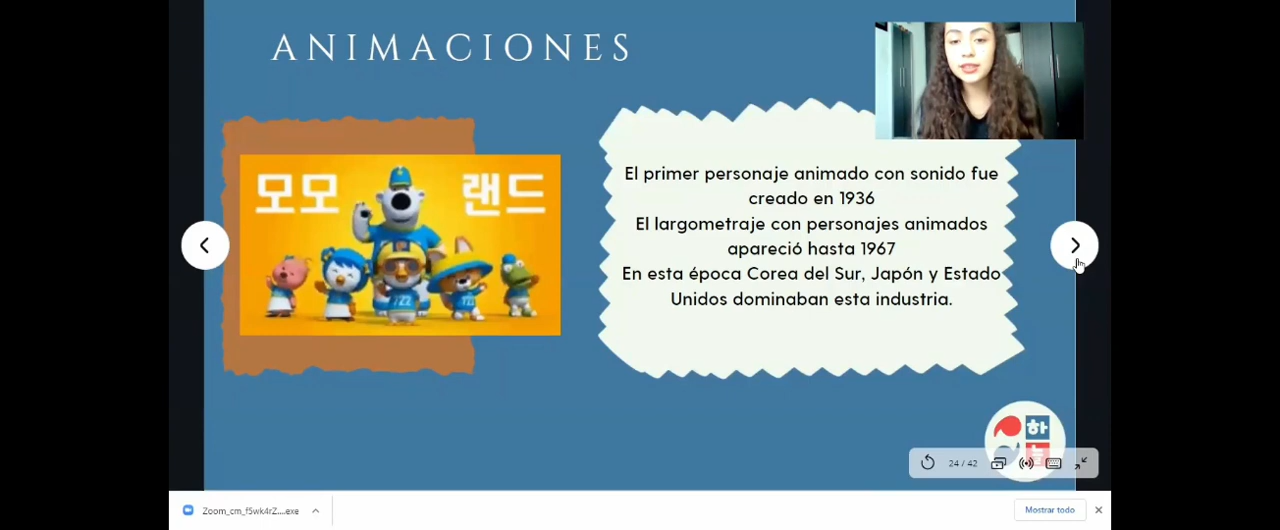 ANIMACIONES
모모 랜드
El primer personaje animado con sonido fue
creado en 1936
El largometraje con personajes animados
apareció hasta 1967
En esta época Corea del Sur, Japón y Estado
Unidos dominaban esta industria.
하
늘
24 / 42
Zoom_cm_f5wk4rZ....exe
Mostrar todo